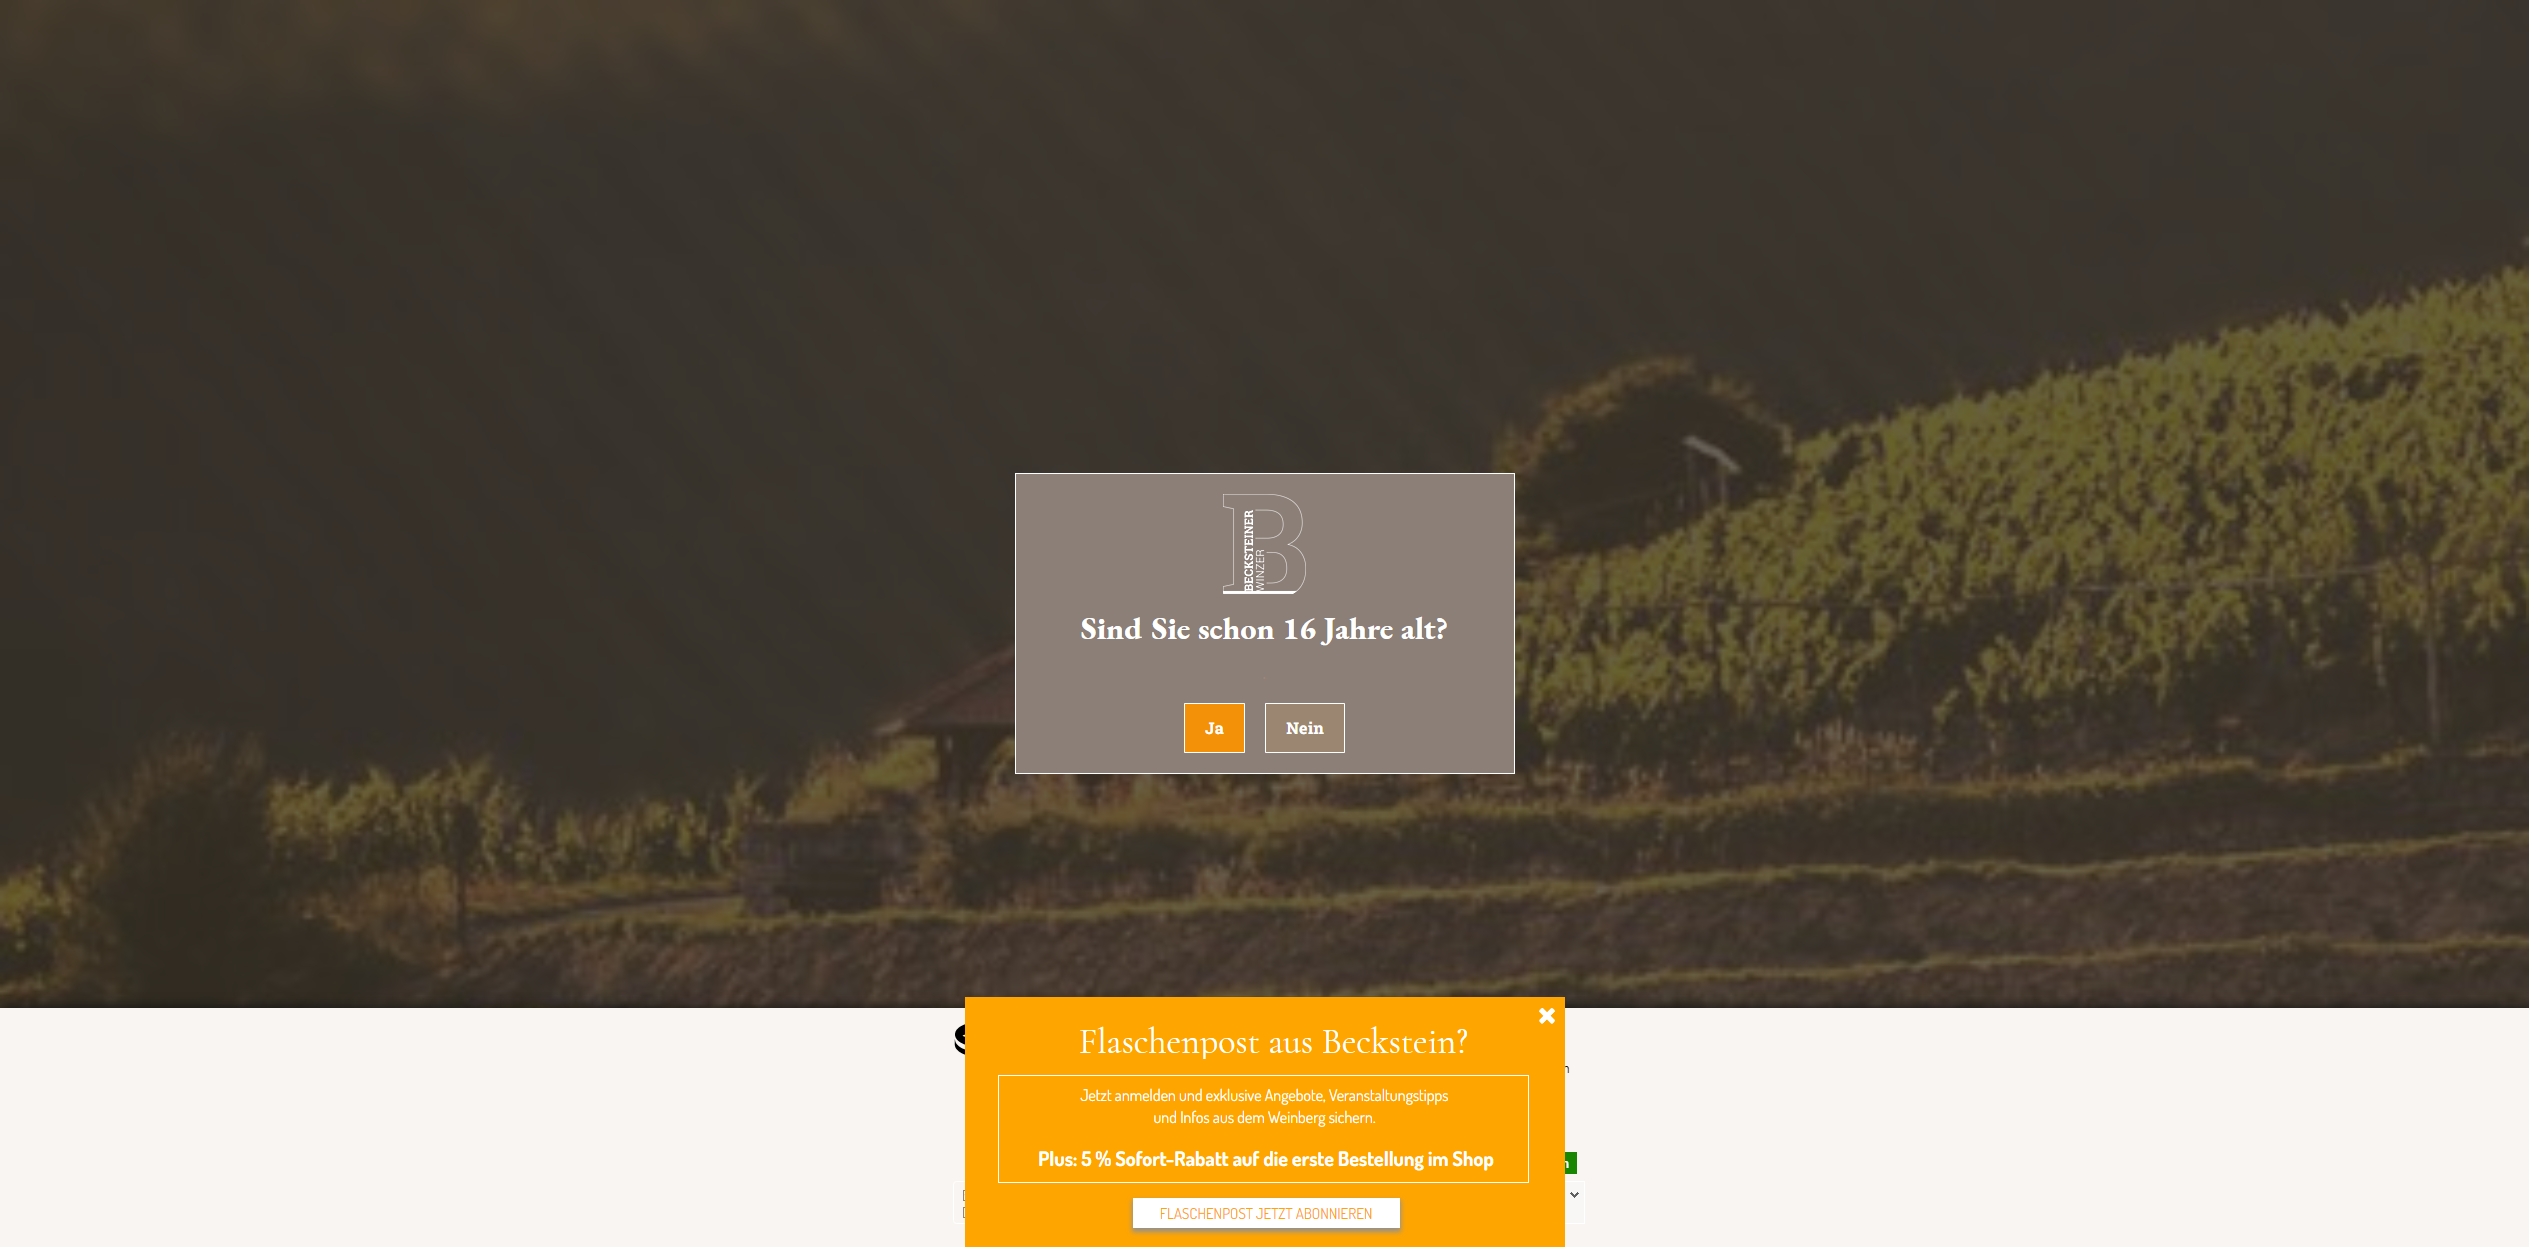 BECKSTEINER
WINZER
Sind Sie schon 16 Jahre alt?
Ja
Nein
Flaschenpost aus Beckstein?
Jetzt anmelden und exklusive Angebote, Veranstaltungstipps
und Infos aus dem Weinberg sichern.
Plus: 5 % Sofort-Rabatt auf die erste Bestellung im Shop
FLASCHENPOST JETZT ABONNIEREN